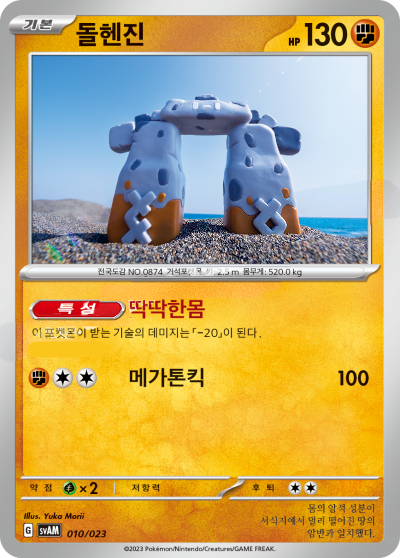 기본 돌헨진 HP 130
전국도감 NO.0874 거석포켓몬 키: 2.5 m 몸무게: 520.0 kg
특성 딱딱한몸
이 포켓몬이 받는 기술의 데미지는 「-20」이 된다.
메가톤킥 100
약점 ×2 저항력 후퇴
Illus. Yuka Morii
G svAM 010/023
몸의 암석 성분이
서식지에서 멀리 떨어진 땅의
암반과 일치했다.
©2023 Pokémon/Nintendo/Creatures/GAME FREAK.